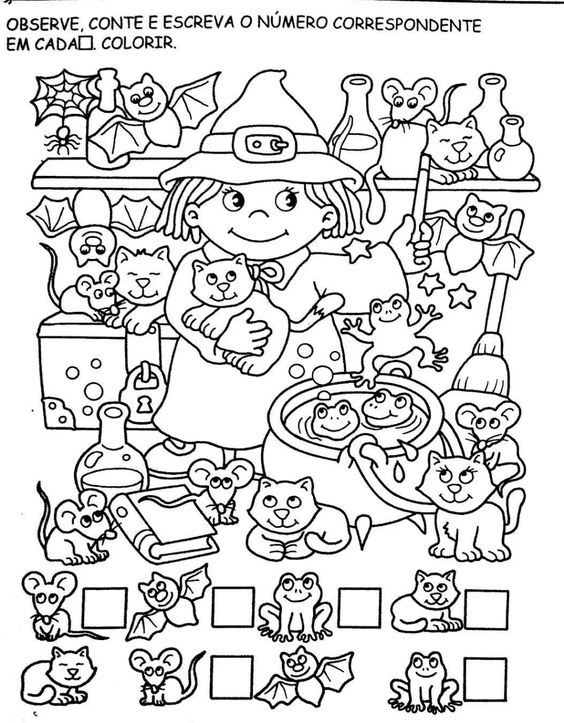 OBSERVE, CONTE E ESCREVA O NÚMERO CORRESPONDENTE
EM CADA□. COLORIR.